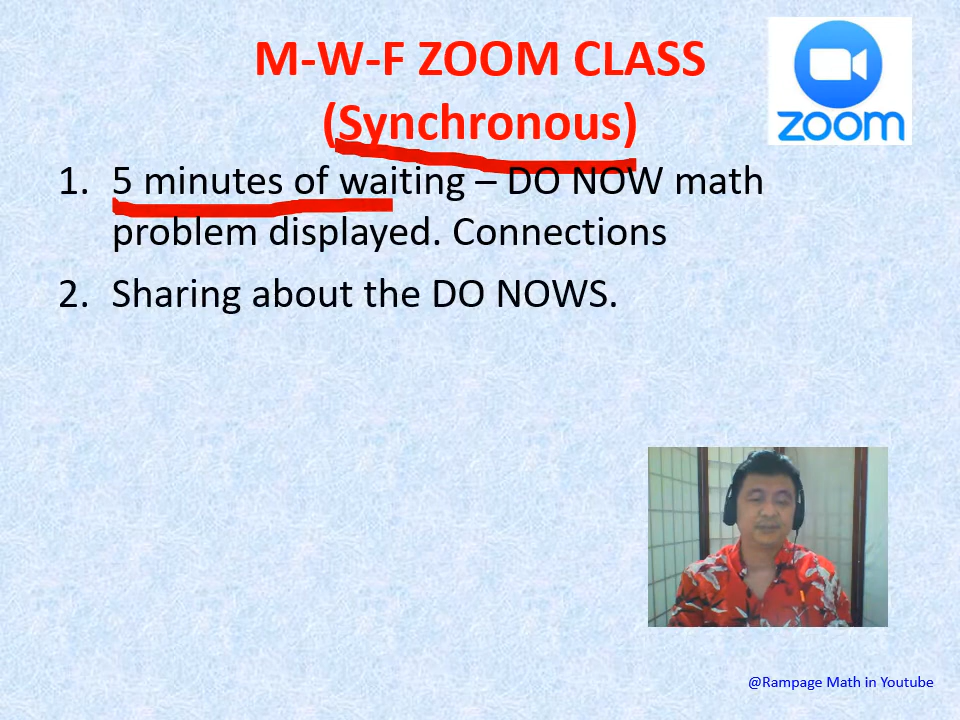 M-W-F ZOOM CLASS
(Synchronous)
zoom
1. 5 minutes of waiting – DO NOW math
problem displayed. Connections
2. Sharing about the DO NOWS.
@Rampage Math in Youtube